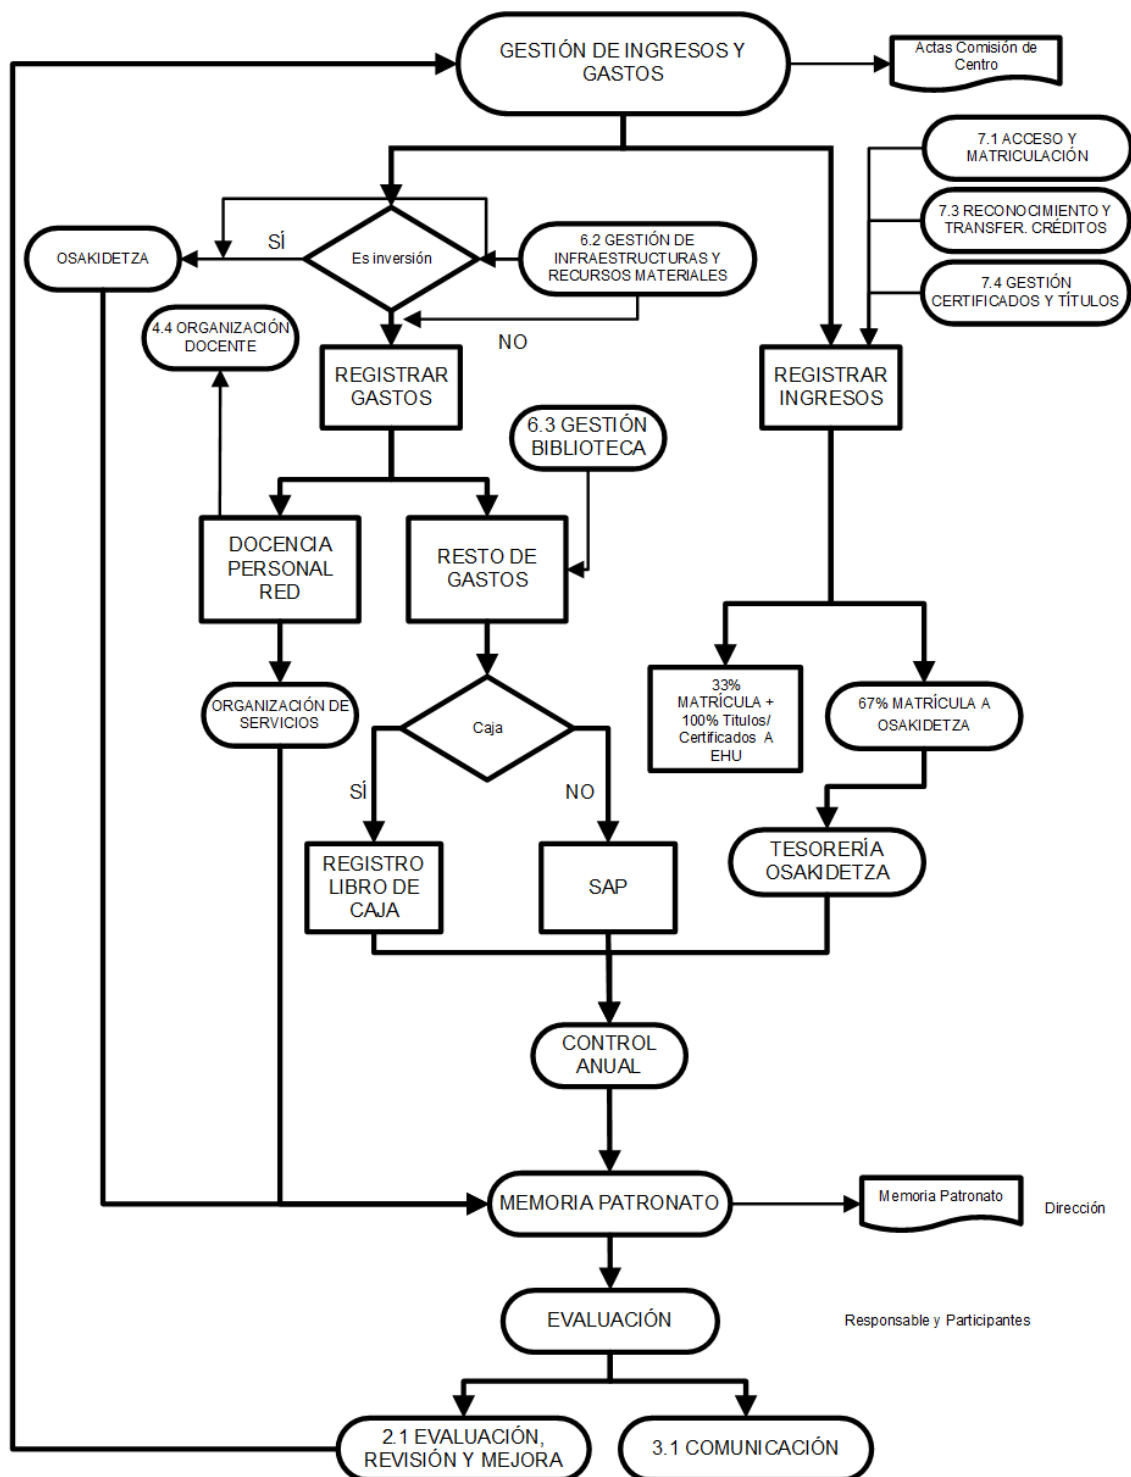 GESTIÓN DE INGRESOS Y
GASTOS
Actas Comisión de
Centro
7.1 ACCESO Y
MATRICULACIÓN
7.3 RECONOCIMIENTO Y
TRANSFER. CRÉDITOS
7.4 GESTIÓN
CERTIFICADOS Y TÍTULOS
OSAKIDETZA
SÍ
Es inversión
6.2 GESTIÓN DE
INFRAESTRUCTURAS Y
RECURSOS MATERIALES
NO
4.4 ORGANIZACIÓN
DOCENTE
REGISTRAR
GASTOS
REGISTRAR
INGRESOS
6.3 GESTIÓN
BIBLIOTECA
DOCENCIA
PERSONAL
RED
RESTO DE
GASTOS
ORGANIZACIÓN DE
SERVICIOS
33%
MATRÍCULA +
100% Titulos/
Certificados A
EHU
67% MATRÍCULA A
OSAKIDETZA
Caja
SÍ
NO
REGISTRO
LIBRO DE
CAJA
SAP
TESORERÍA
OSAKIDETZA
CONTROL
ANUAL
MEMORIA PATRONATO
Memoria Patronato
Dirección
EVALUACIÓN
Responsable y Participantes
2.1 EVALUACIÓN,
REVISIÓN Y MEJORA
3.1 COMUNICACIÓN